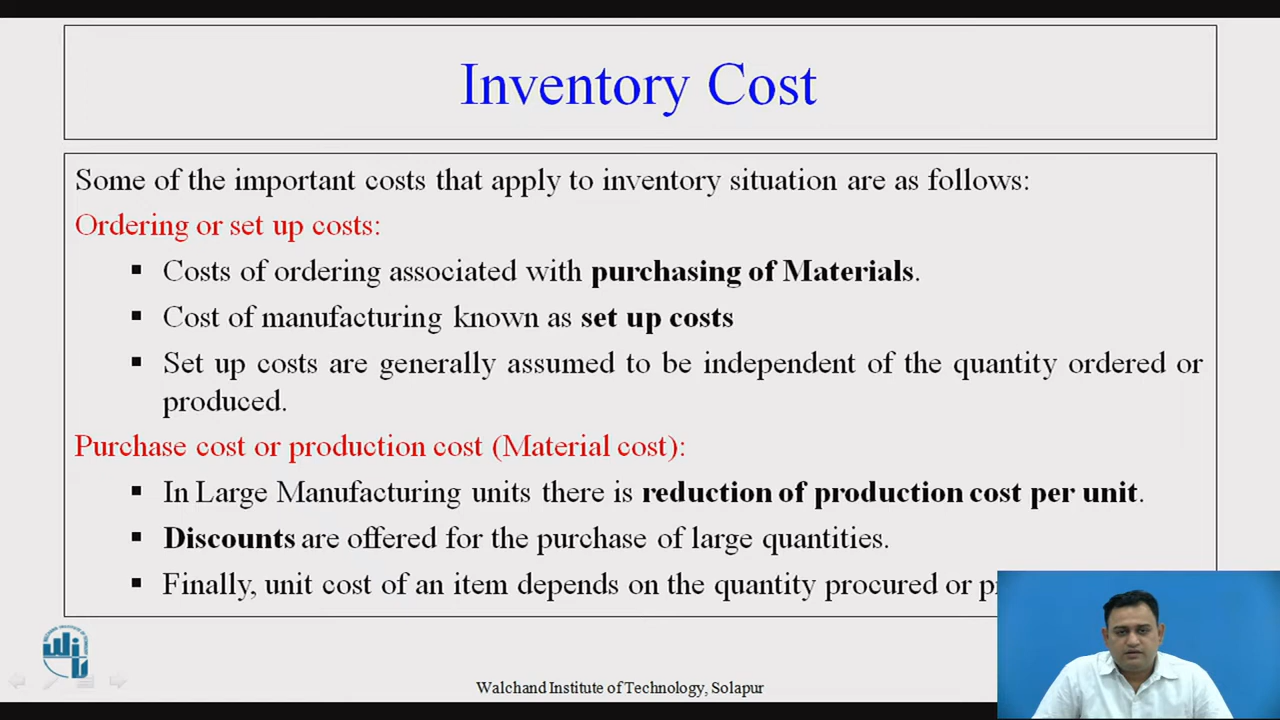 Inventory Cost
Some of the important costs that apply to inventory situation are as follows:
Ordering or set up costs:
▪ Costs of ordering associated with purchasing of Materials.
▪ Cost of manufacturing known as set up costs
▪ Set up costs are generally assumed to be independent of the quantity ordered or
produced.
Purchase cost or production cost (Material cost):
▪ In Large Manufacturing units there is reduction of production cost per unit.
▪ Discounts are offered for the purchase of large quantities.
▪ Finally, unit cost of an item depends on the quantity procured or
Walchand Institute of Technology, Solapur